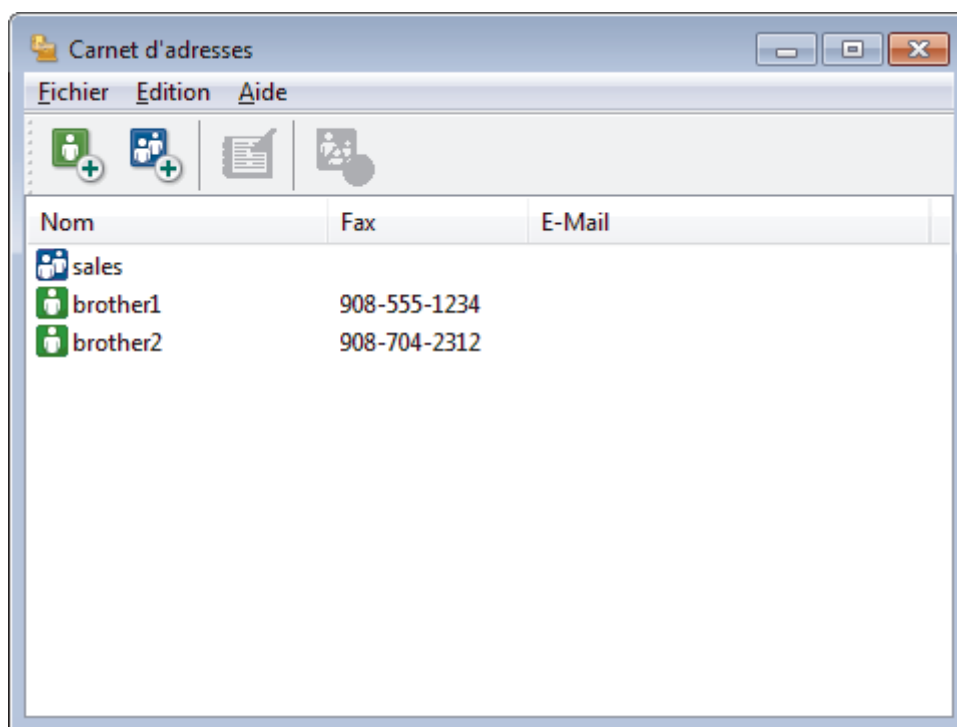 Carnet d'adresses
Fichier Edition Aide
Nom Fax E-Mail
sales
brother1 908-555-1234
brother2 908-704-2312